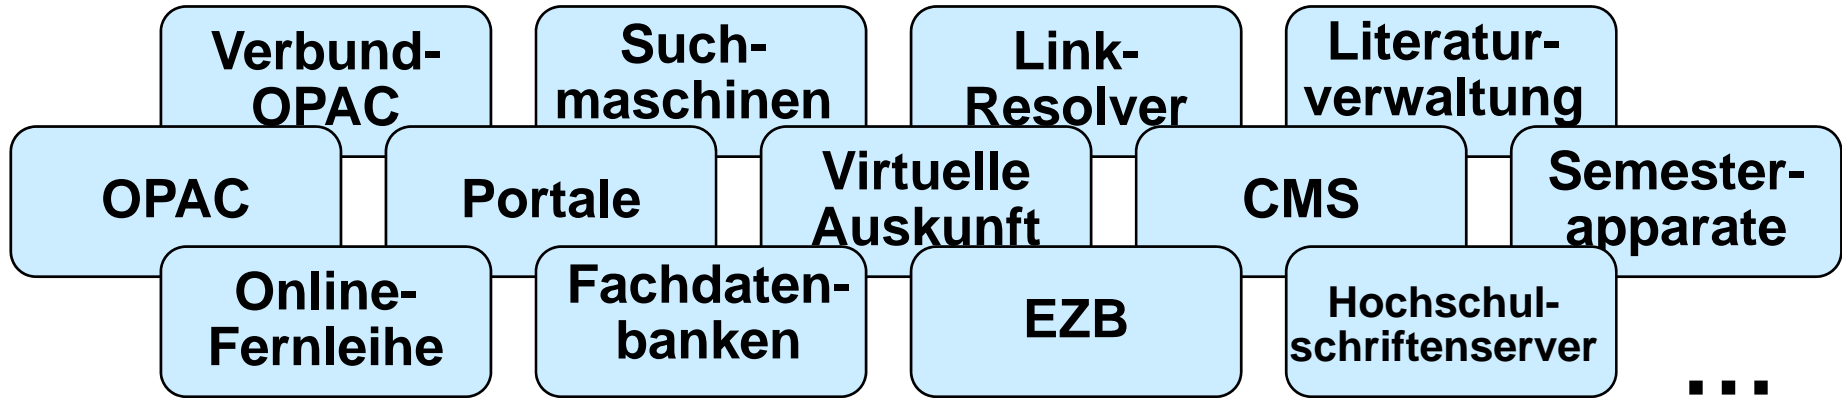 Verbund-
OPAC
Such-
maschinen
Link-
Resolver
Literatur-
verwaltung
OPAC
Portale
Virtuelle
Auskunft
CMS
Semester-
apparate
Online-
Fernleihe
Fachdaten-
banken
EZB
Hochschul-
schriftenserver
...